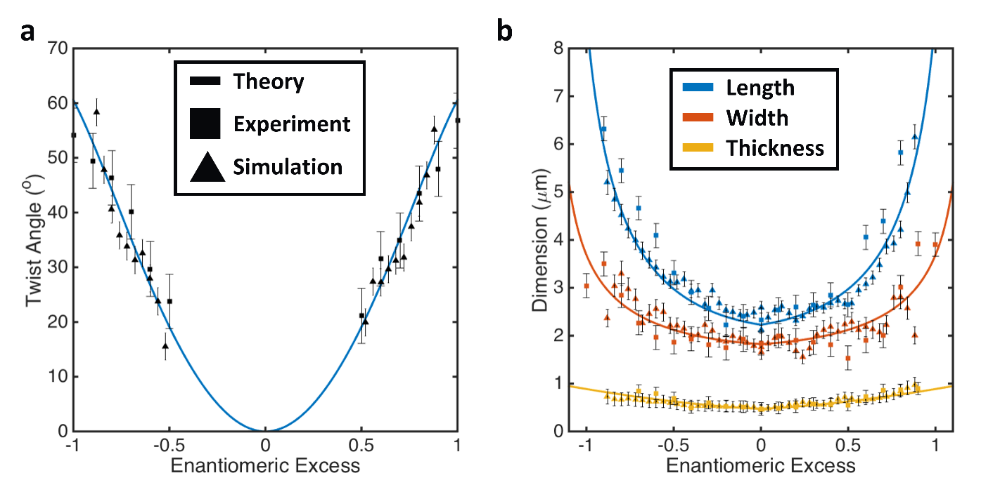 a
70
60
50
40
30
20
10
0
Twist Angle (°)
-1
-0.5
0
0.5
1
Enantiomeric Excess
Theory
Experiment
Simulation
b
8
7
6
5
4
3
2
1
0
Dimension (μm)
-1
-0.5
0
0.5
1
Enantiomeric Excess
Length
Width
Thickness